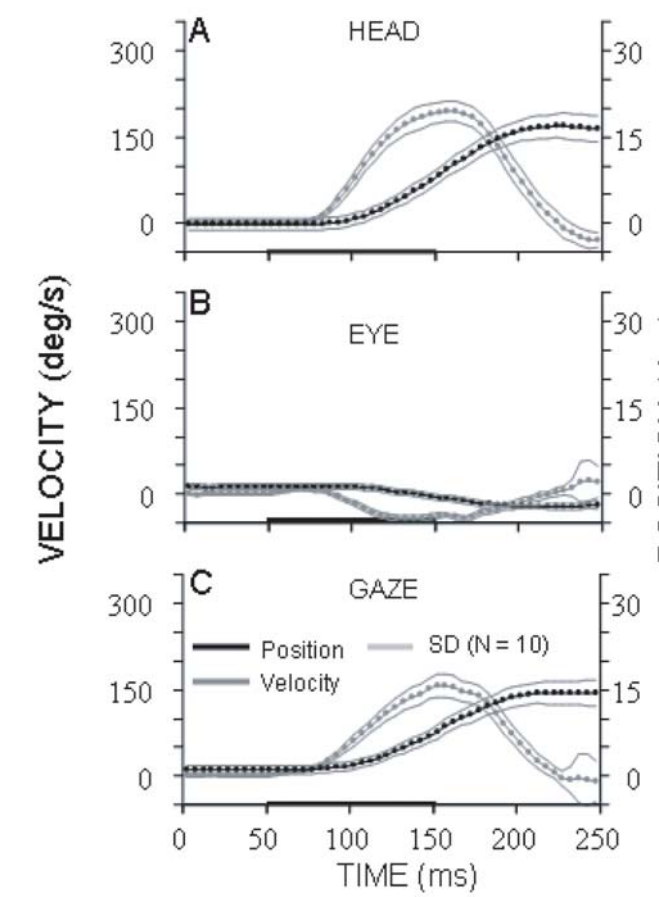 A
HEAD
300
30
150
15
0
0
B
EYE
300
30
150
15
0
0
VELOCITY (deg/s)
C
GAZE
300
30
Position
SD (N = 10)
Velocity
150
15
0
0
0 50 100 150 200 250
TIME (ms)